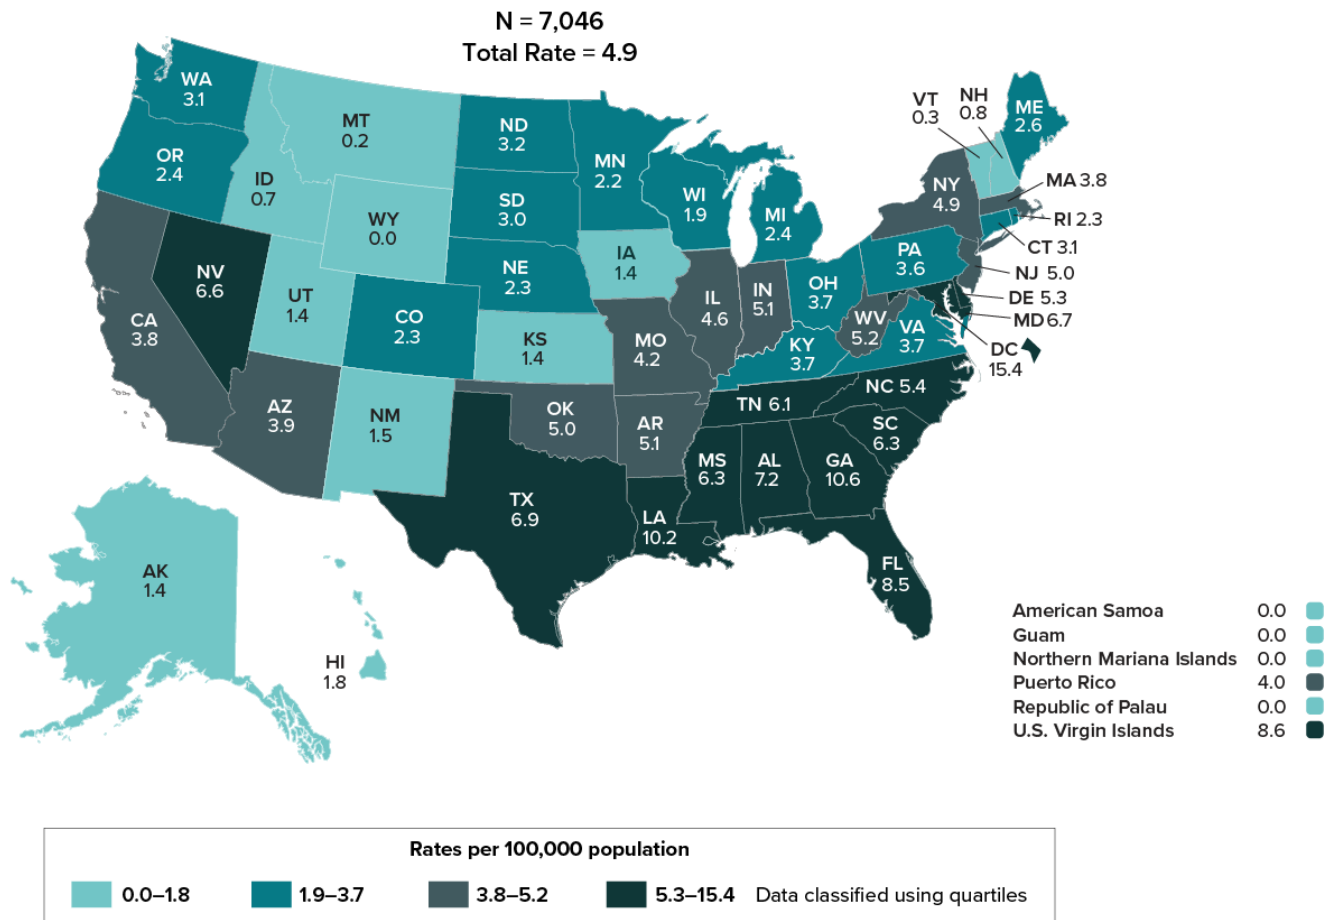 N = 7,046
Total Rate = 4.9
WA
3.1
MT
0.2
ND
3.2
MN
2.2
VT
0.3
NH
0.8
ME
2.6
OR
2.4
ID
0.7
WY
0.0
SD
3.0
WI
1.9
MI
2.4
NY
4.9
MA 3.8
RI 2.3
CT 3.1
NJ 5.0
DE 5.3
MD 6.7
DC
15.4
NV
6.6
UT
1.4
CO
2.3
NE
2.3
IA
1.4
IL
4.6
IN
5.1
OH
3.7
PA
3.6
WV
5.2
VA
3.7
CA
3.8
KS
1.4
MO
4.2
KY
3.7
AZ
3.9
NM
1.5
OK
5.0
AR
5.1
TN 6.1
NC 5.4
SC
6.3
TX
6.9
LA
10.2
MS
6.3
AL
7.2
GA
10.6
FL
8.5
AK
1.4
HI
1.8
American Samoa 0.0
Guam 0.0
Northern Mariana Islands 0.0
Puerto Rico 4.0
Republic of Palau 0.0
U.S. Virgin Islands 8.6
Rates per 100,000 population
0.0–1.8 1.9–3.7 3.8–5.2 5.3–15.4 Data classified using quartiles